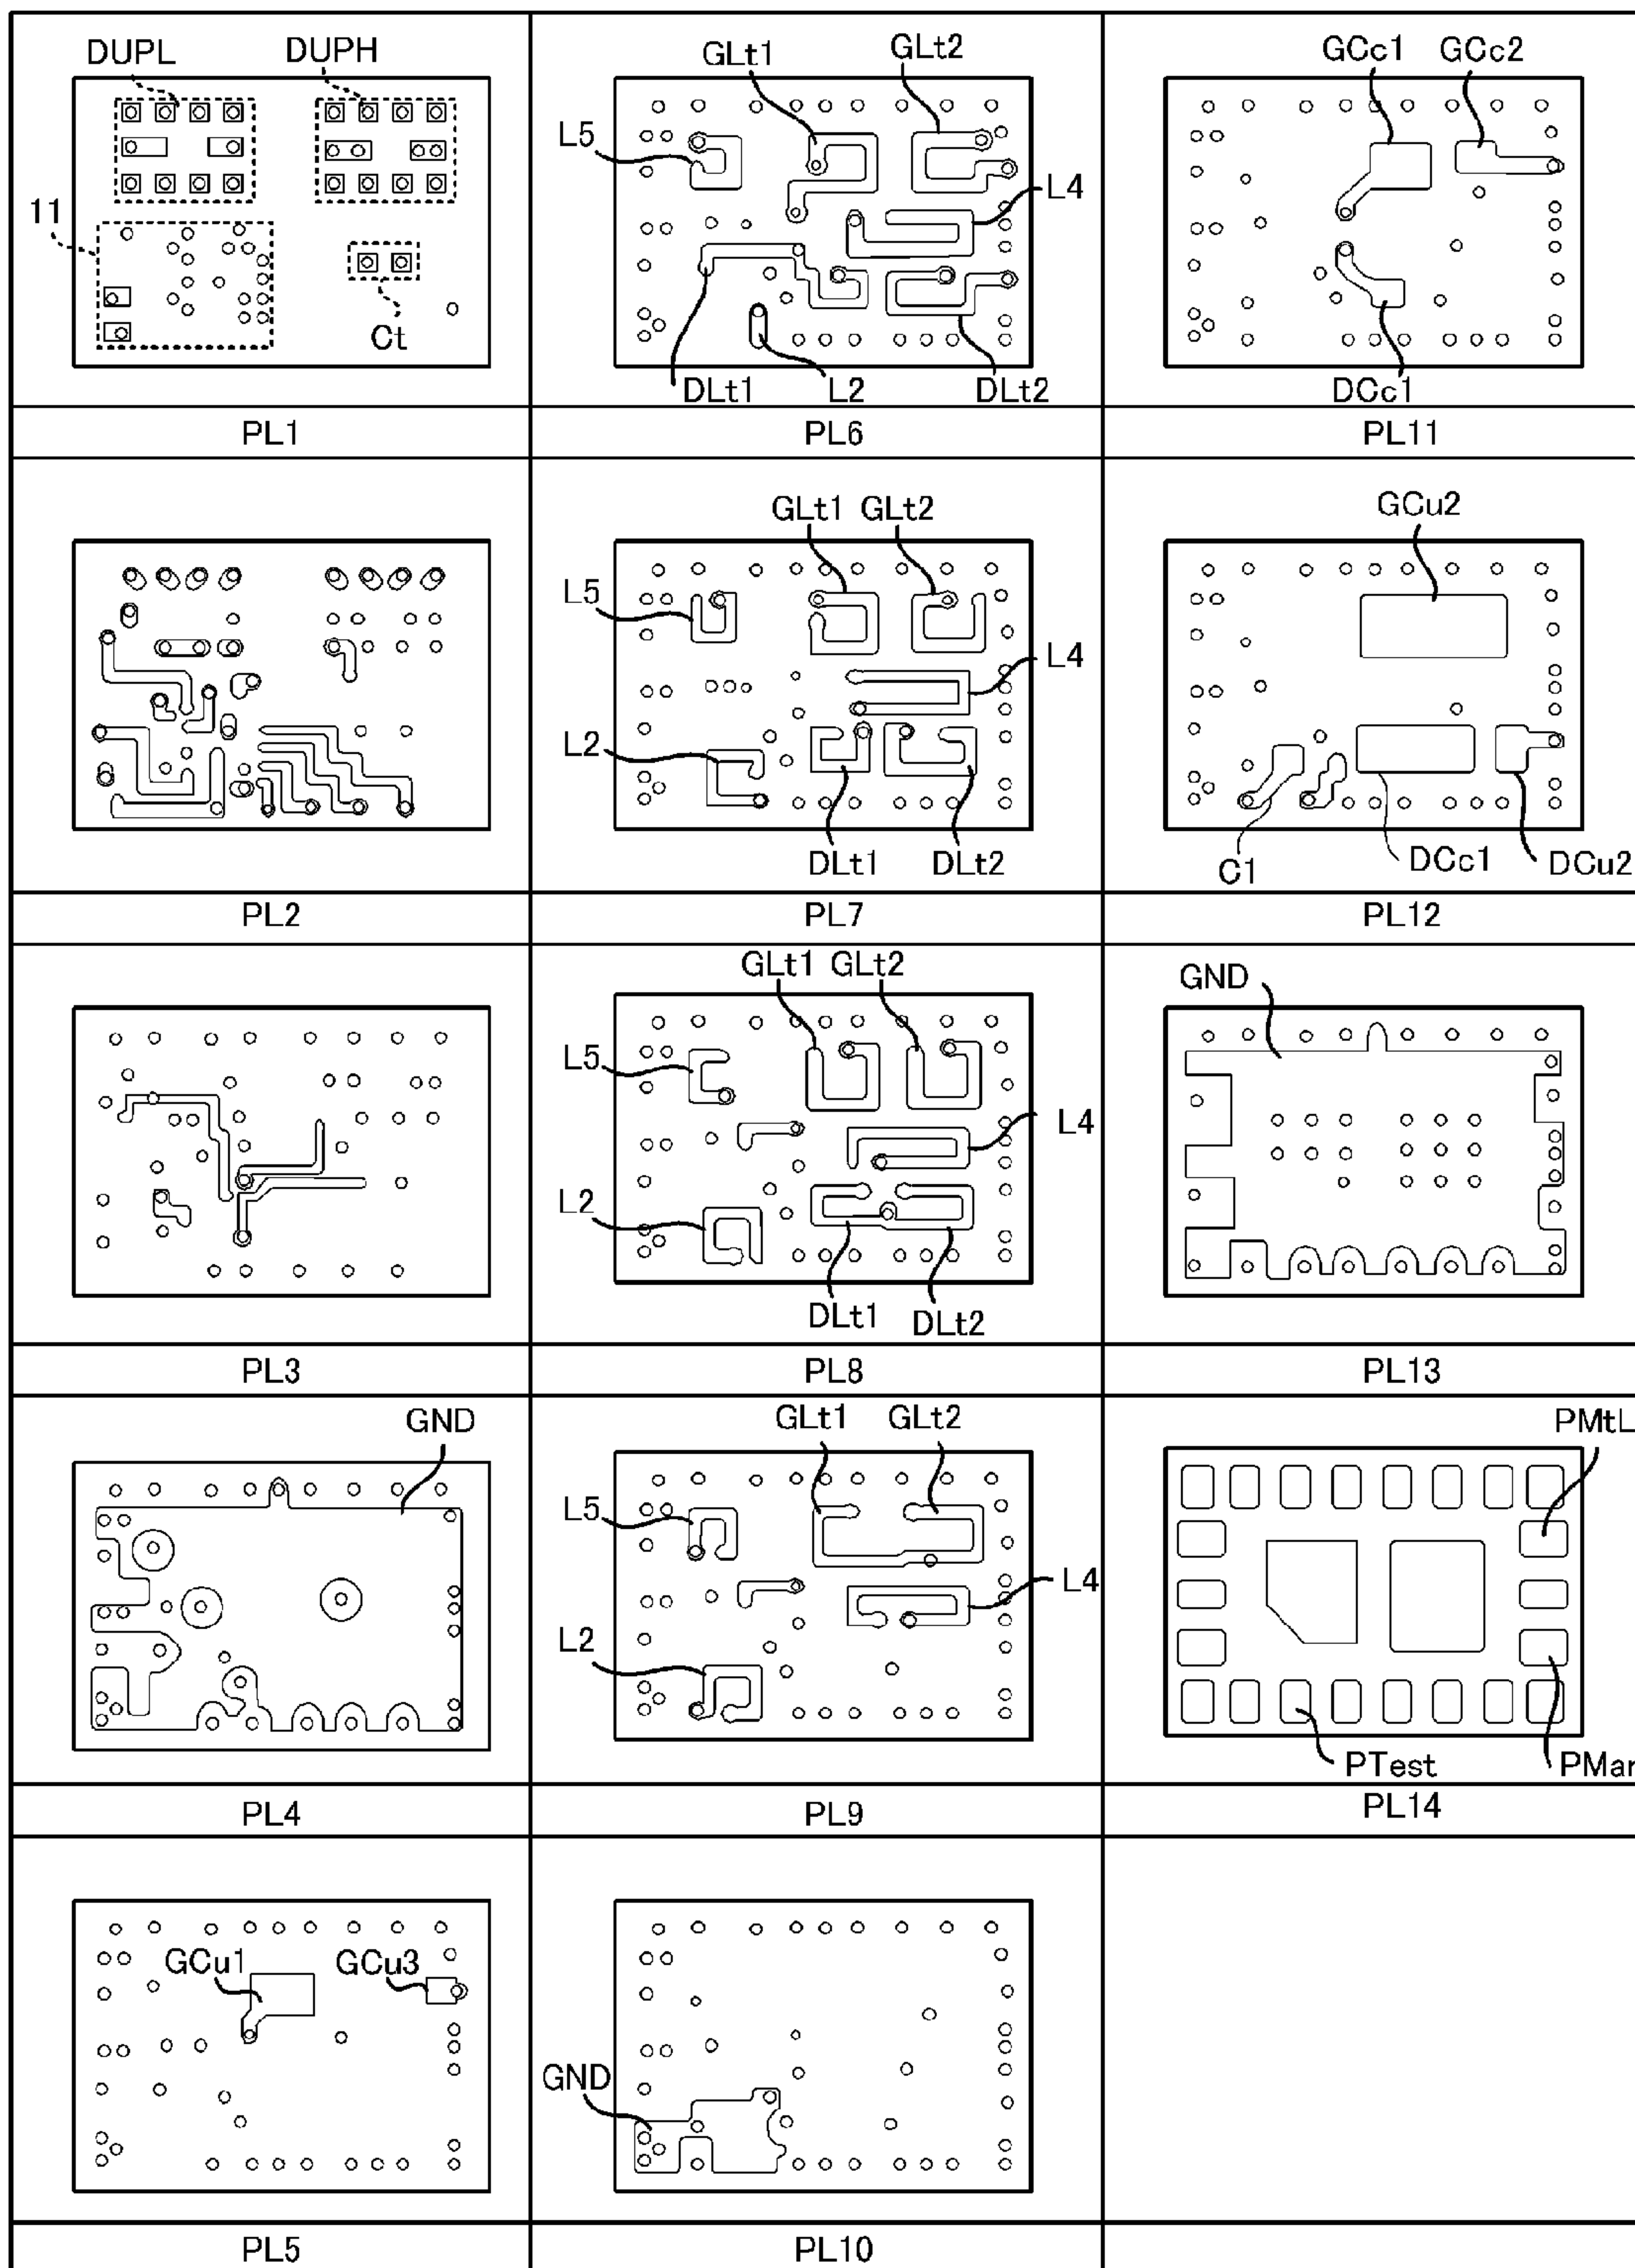 DUPL DUPH
11
Ct
PL1
GLt1 GLt2
L5
L4
DLt1 L2 DLt2
PL6
GCc1 GCc2
DCc1
PL11
PL2
GLt1 GLt2
L5
L4
L2
DLt1 DLt2
PL7
GCu2
C1 DCc1 DCu2
PL12
PL3
GLt1 GLt2
L5
L4
L2
DLt1 DLt2
PL8
GND
PL13
GND
PL4
GLt1 GLt2
L5
L4
L2
PL9
PMtL
PTest PMar
PL14
GCu1 GCu3
PL5
GND
PL10